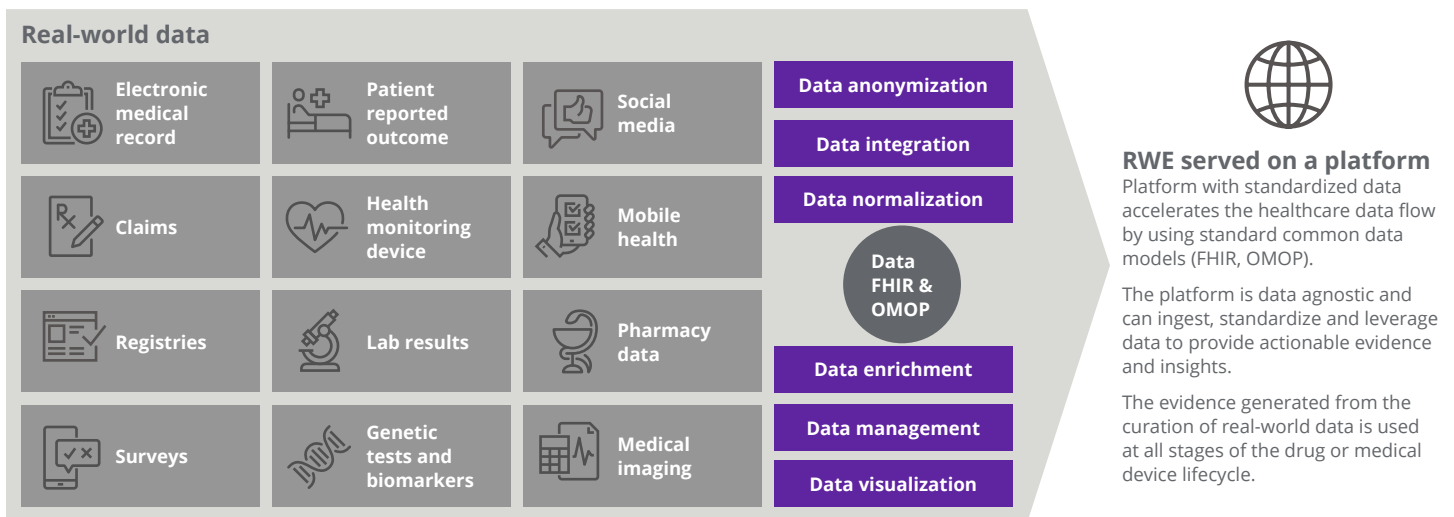 Real-world data
Electronic
medical
record
Patient
reported
outcome
Social
media
Claims
Health
monitoring
device
Mobile
health
Registries
Lab results
Pharmacy
data
Surveys
Genetic
tests and
biomarkers
Medical
imaging
Data anonymization
Data integration
Data normalization
Data
FHIR &
OMOP
Data enrichment
Data management
Data visualization
RWE served on a platform
Platform with standardized data
accelerates the healthcare data flow
by using standard common data
models (FHIR, OMOP).
The platform is data agnostic and
can ingest, standardize and leverage
data to provide actionable evidence
and insights.
The evidence generated from the
curation of real-world data is used
at all stages of the drug or medical
device lifecycle.